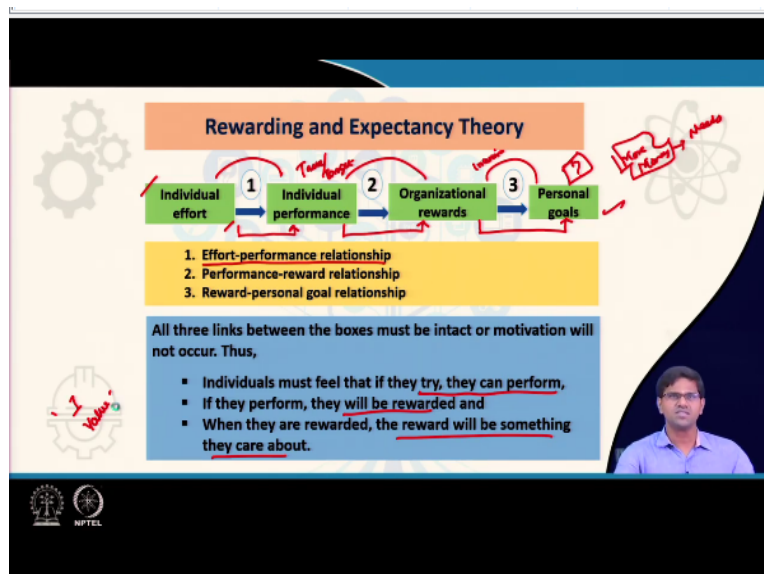 Rewarding and Expectancy Theory
Individual effort
1
Individual performance
2
Organizational rewards
3
Personal goals
?
More Money
Needs
1. Effort-performance relationship
2. Performance-reward relationship
3. Reward-personal goal relationship
All three links between the boxes must be intact or motivation will
not occur. Thus,
▪ Individuals must feel that if they try, they can perform,
▪ If they perform, they will be rewarded and
▪ When they are rewarded, the reward will be something
they care about.
Value
NPTEL